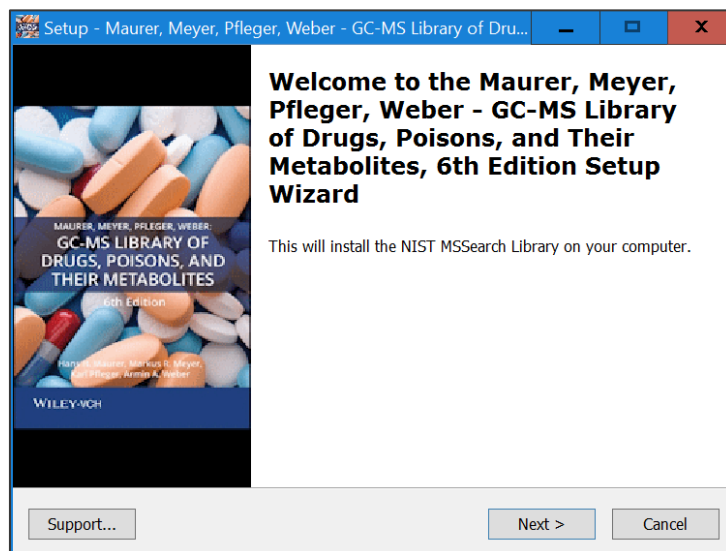 Setup - Maurer, Meyer, Pfleger, Weber - GC-MS Library of Dru...
Welcome to the Maurer, Meyer,
Pfleger, Weber - GC-MS Library
of Drugs, Poisons, and Their
Metabolites, 6th Edition Setup
Wizard
This will install the NIST MSSearch Library on your computer.
MAURER, MEYER, PFLEGER, WEBER:
GC-MS LIBRARY OF
DRUGS, POISONS, AND
THEIR METABOLITES
6th Edition
Hans H. Maurer, Markus R. Meyer,
Karl Pfleger, Armin A. Weber
WILEY-VCH
Support...
Next >
Cancel